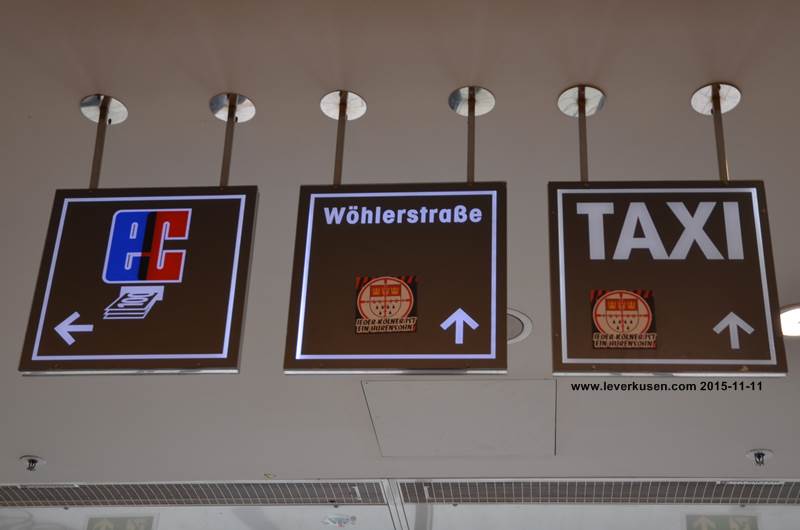 ec
100
Wöhlerstraße
JEDER KÖLNER IST
EIN HURENSOHN!
TAXI
JEDER KÖLNER IST
EIN HURENSOHN!
www.leverkusen.com 2015-11-11